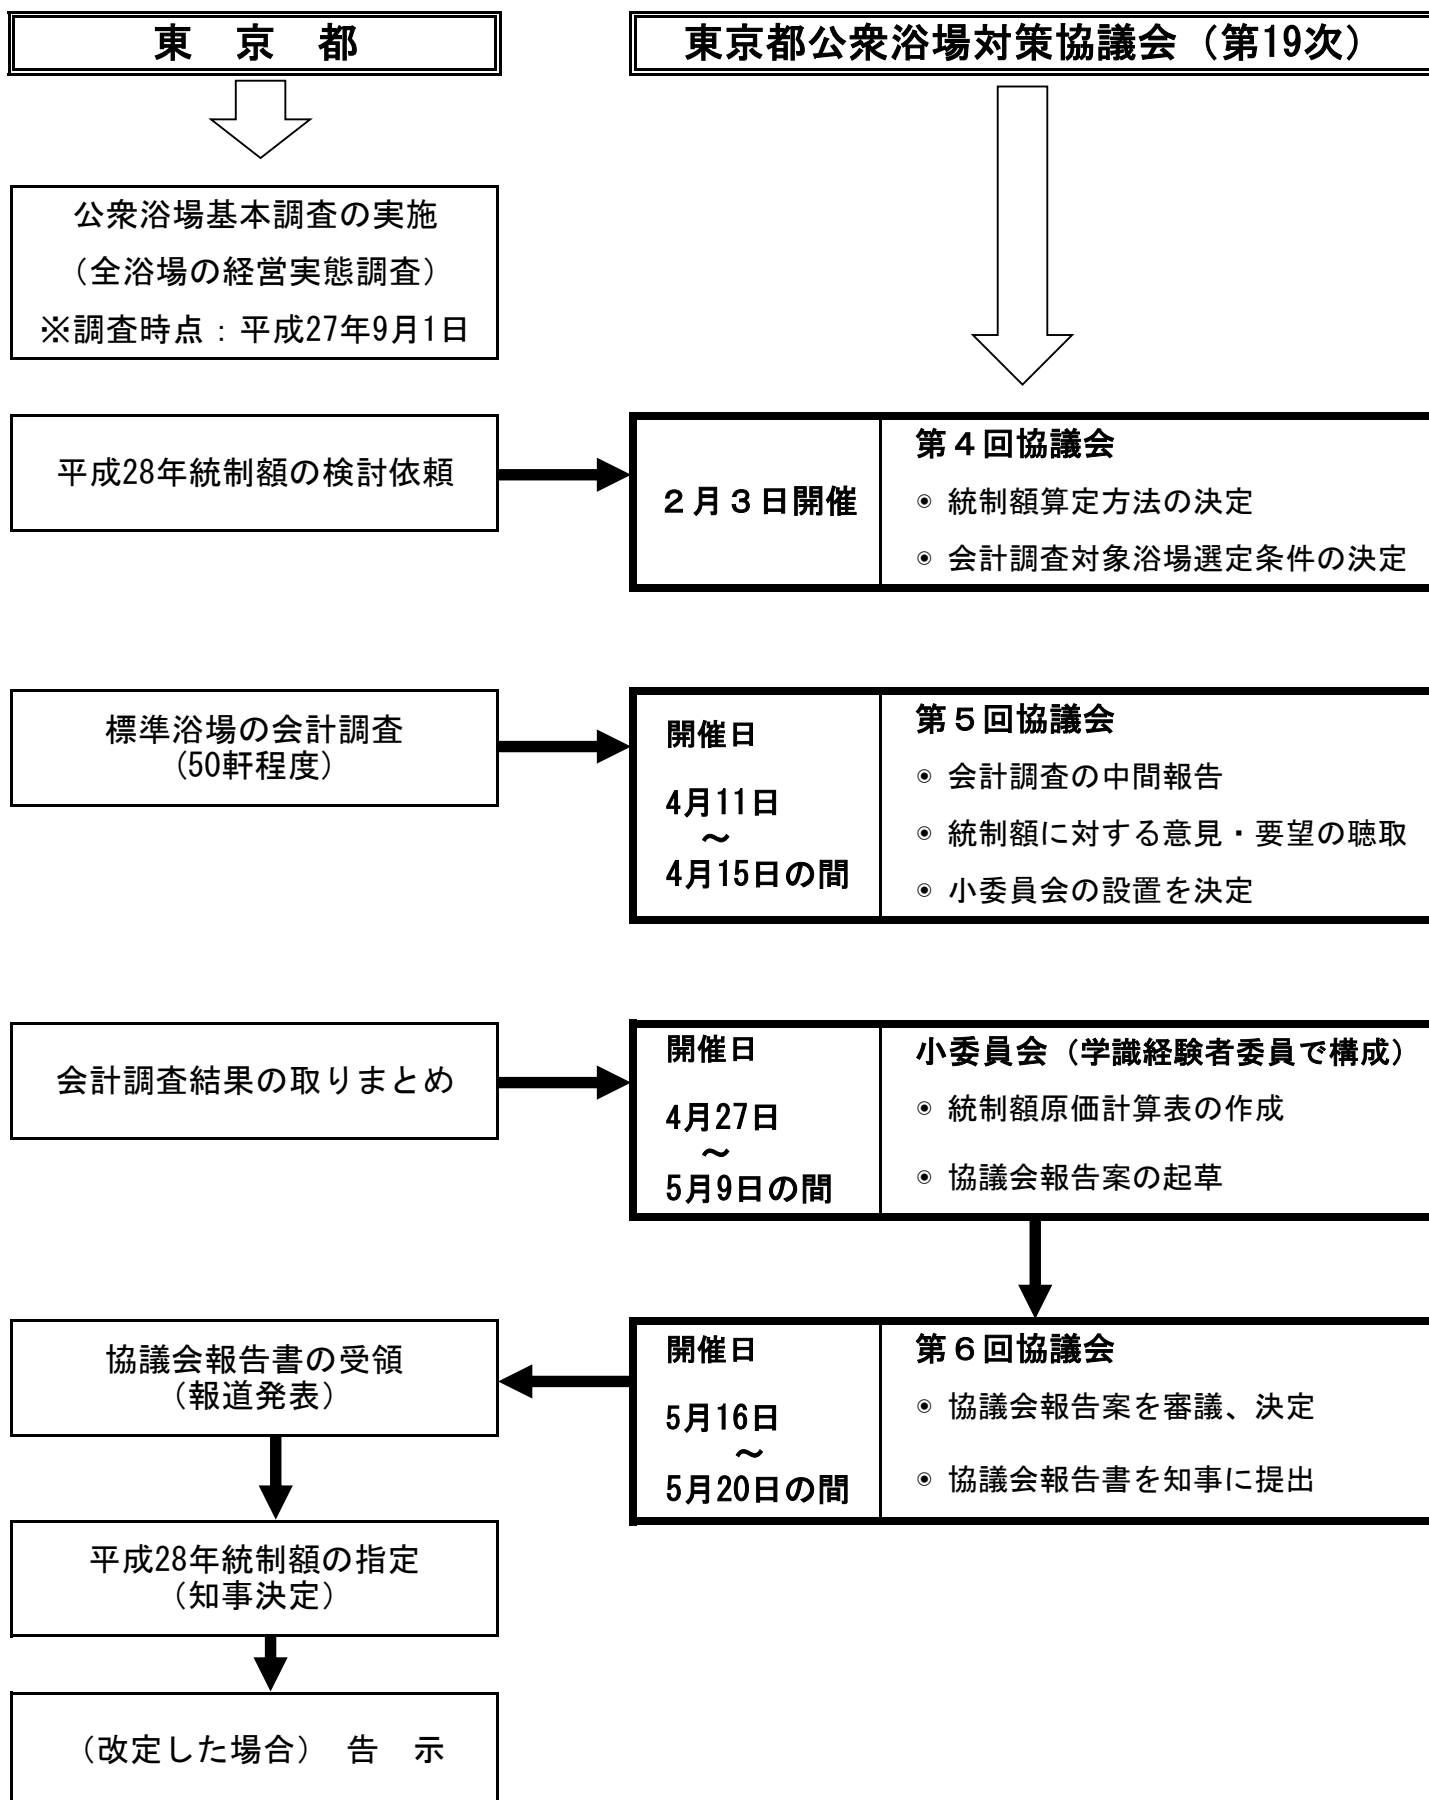 東 京 都
東京都公衆浴場対策協議会（第19次）
公衆浴場基本調査の実施
（全浴場の経営実態調査）
※調査時点：平成27年9月1日
平成28年統制額の検討依頼
２月３日開催
第４回協議会
◉ 統制額算定方法の決定
◉ 会計調査対象浴場選定条件の決定
標準浴場の会計調査
（50軒程度）
開催日
4月11日
～
4月15日の間
第５回協議会
◉ 会計調査の中間報告
◉ 統制額に対する意見・要望の聴取
◉ 小委員会の設置を決定
会計調査結果の取りまとめ
開催日
4月27日
～
5月9日の間
小委員会（学識経験者委員で構成）
◉ 統制額原価計算表の作成
◉ 協議会報告案の起草
協議会報告書の受領
（報道発表）
開催日
5月16日
～
5月20日の間
第６回協議会
◉ 協議会報告案を審議、決定
◉ 協議会報告書を知事に提出
平成28年統制額の指定
（知事決定）
（改定した場合） 告 示